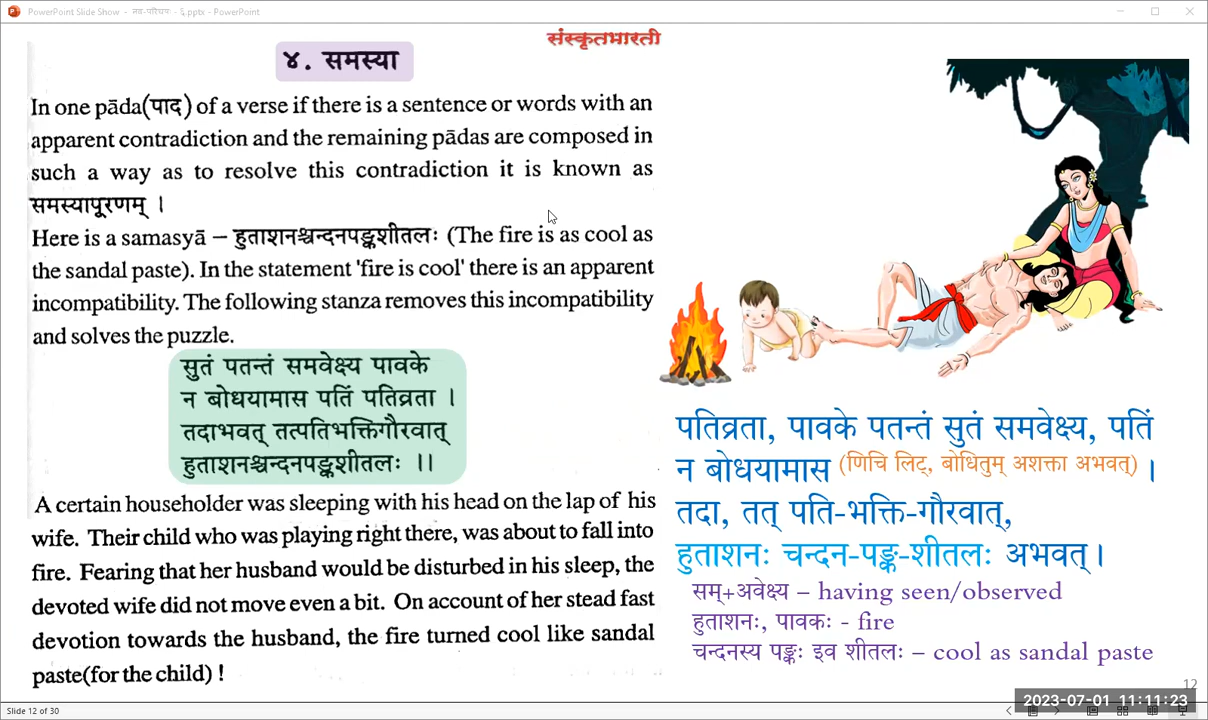 PowerPoint Slide Show - नव-परिचयः - ६.pptx - PowerPoint
संस्कृतभारती
४. समस्या
In one pāda(पाद) of a verse if there is a sentence or words with an
apparent contradiction and the remaining pādas are composed in
such a way as to resolve this contradiction it is known as
समस्यापूरणम् ।
Here is a samasyā – हुताशनश्चन्दनपङ्कशीतलः (The fire is as cool as
the sandal paste). In the statement 'fire is cool' there is an apparent
incompatibility. The following stanza removes this incompatibility
and solves the puzzle.
सुतं पतन्तं समवेक्ष्य पावके
न बोधयामास पतिं पतिव्रता ।
तदाभवत् तत्पतिभक्तिगौरवात्
हुताशनश्चन्दनपङ्कशीतलः ।।
A certain householder was sleeping with his head on the lap of his
wife. Their child who was playing right there, was about to fall into
fire. Fearing that her husband would be disturbed in his sleep, the
devoted wife did not move even a bit. On account of her stead fast
devotion towards the husband, the fire turned cool like sandal
paste(for the child) !
पतिव्रता, पावके पतन्तं सुतं समवेक्ष्य, पतिं
न बोधयामास (णिचि लिट्, बोधितुम् अशक्ता अभवत्) ।
तदा, तत् पति-भक्ति-गौरवात्,
हुताशनः चन्दन-पङ्क-शीतलः अभवत् ।
सम्+अवेक्ष्य – having seen/observed
हुताशनः, पावकः - fire
चन्दनस्य पङ्कः इव शीतलः – cool as sandal paste
12
2023-07-01 11:11:23
Slide 12 of 30